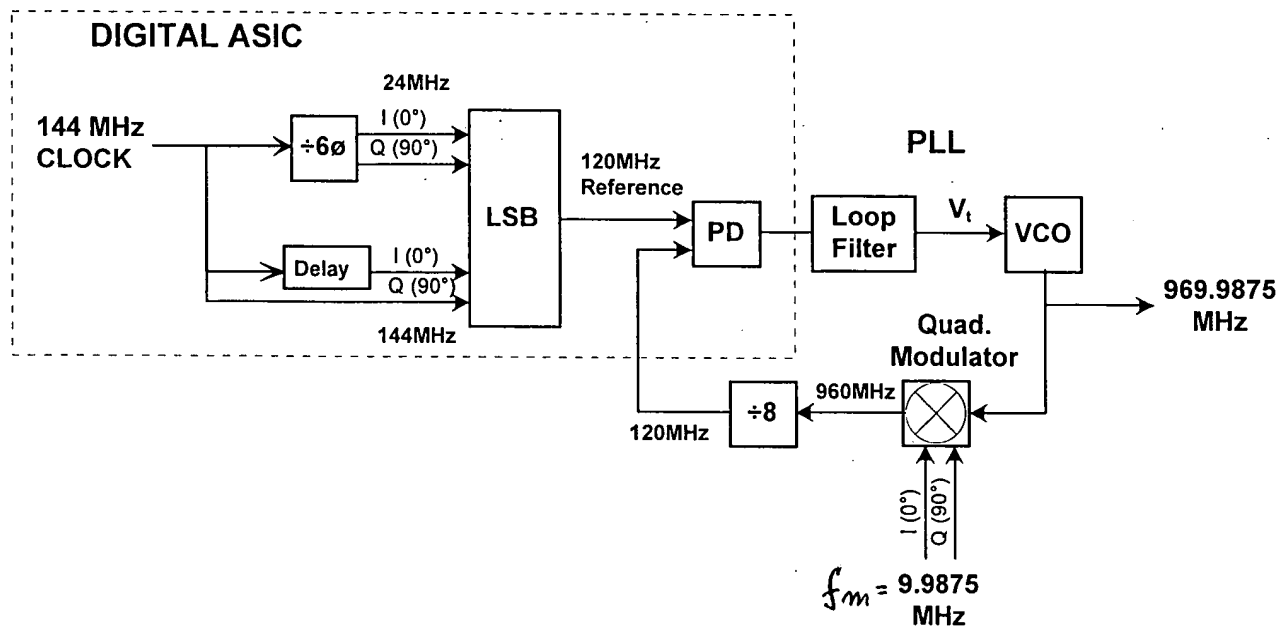 DIGITAL ASIC
24MHz
144 MHz
CLOCK
÷6ø
I (0°)
Q (90°)
LSB
120MHz
Reference
PD
PLL
Loop
Filter
Vt
VCO
Delay
I (0°)
Q (90°)
144MHz
969.9875
MHz
Quad.
Modulator
960MHz
÷8
120MHz
I (0°)
Q (90°)
fm = 9.9875
MHz